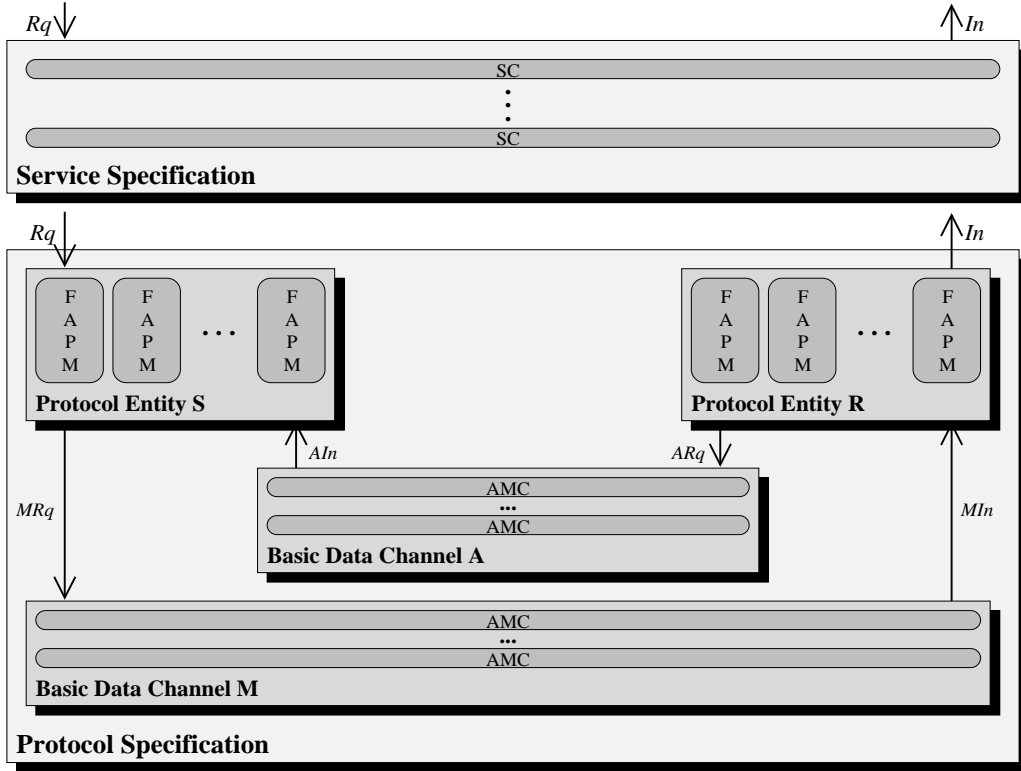 Rq
In
SC
SC
Service Specification
Rq
In
F A P M
F A P M
...
F A P M
Protocol Entity S
F A P M
F A P M
...
F A P M
Protocol Entity R
AIn
ARq
MRq
MIn
AMC
...
AMC
Basic Data Channel A
AMC
...
AMC
Basic Data Channel M
Protocol Specification